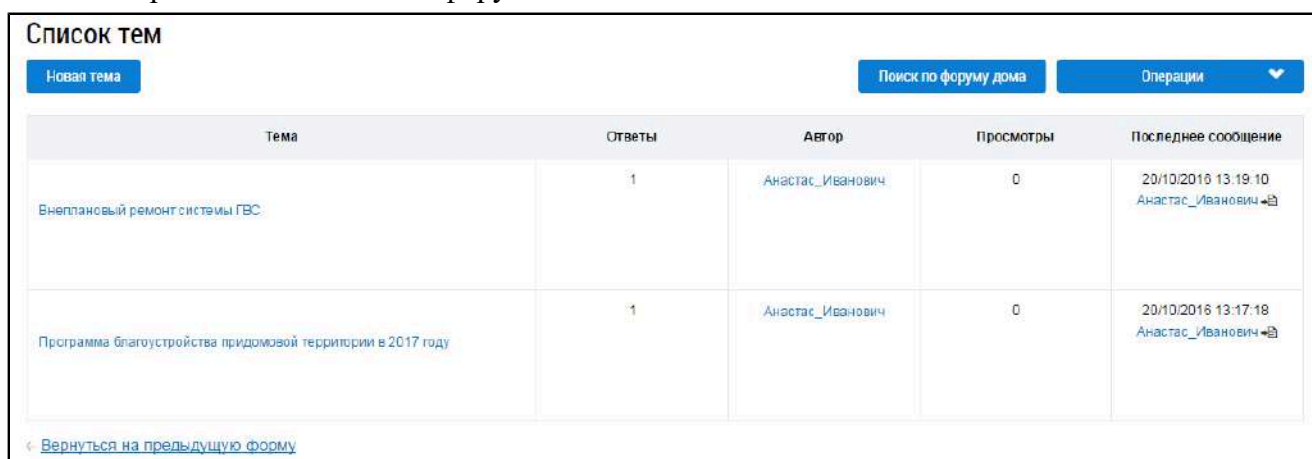 Список тем
Новая тема
Поиск по форуму дома
Операции
Тема Ответы Автор Просмотры Последнее сообщение
1 Анастас_Иванович 0 20/10/2016 13:19:10
Внеплановый ремонт системы ГВС Анастас_Иванович
1 Анастас_Иванович 0 20/10/2016 13:17:18
Программа благоустройства придомовой территории в 2017 году Анастас_Иванович
← Вернуться на предыдущую форму